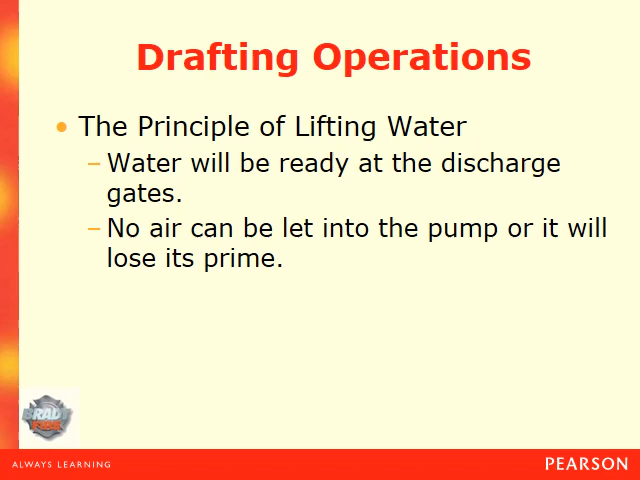 Drafting Operations
• The Principle of Lifting Water
– Water will be ready at the discharge
gates.
– No air can be let into the pump or it will
lose its prime.
BRADY
FIRE
ALWAYS LEARNING
PEARSON